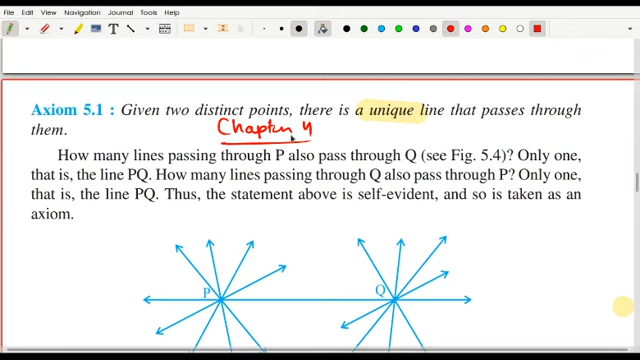 File Edit View Navigation Journal Tools Options Help
Axiom 5.1 : Given two distinct points, there is a unique line that passes through
them.
Chapter 4
How many lines passing through P also pass through Q (see Fig. 5.4)? Only one,
that is, the line PQ. How many lines passing through Q also pass through P? Only one,
that is, the line PQ. Thus, the statement above is self-evident, and so is taken as an
axiom.
P Q